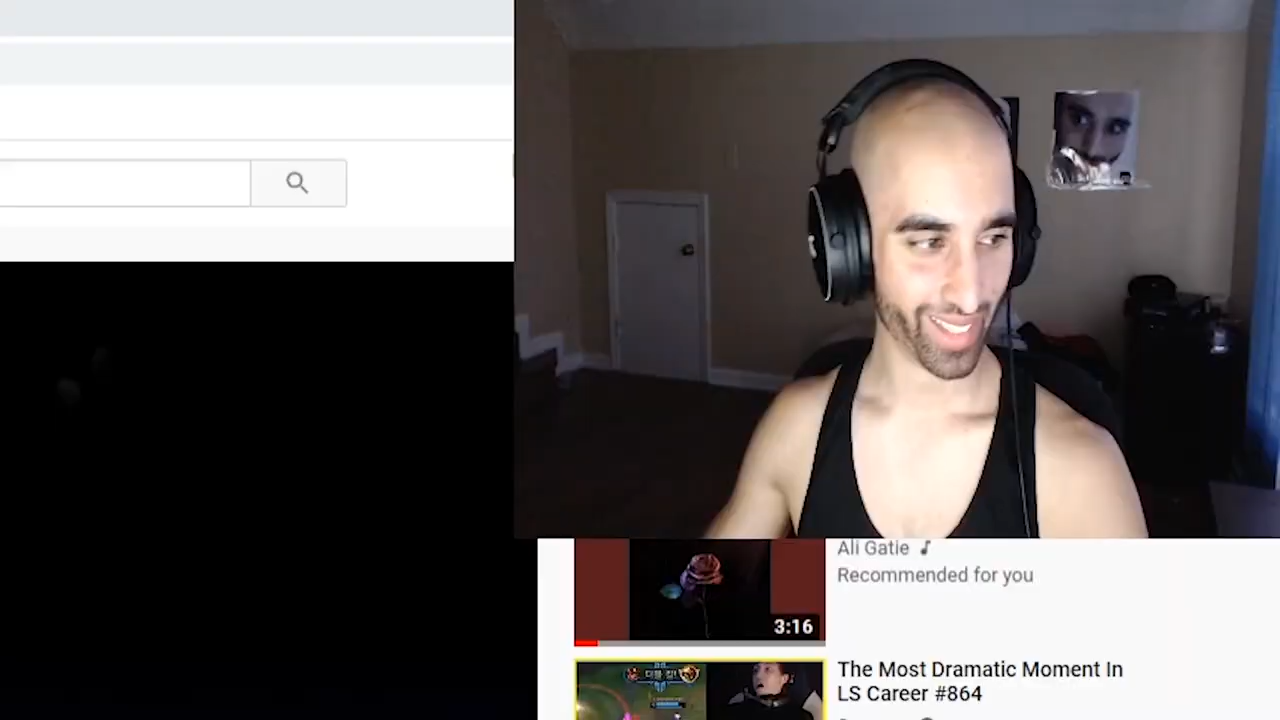 Ali Gatie
Recommended for you
3:16
The Most Dramatic Moment In
LS Career #864